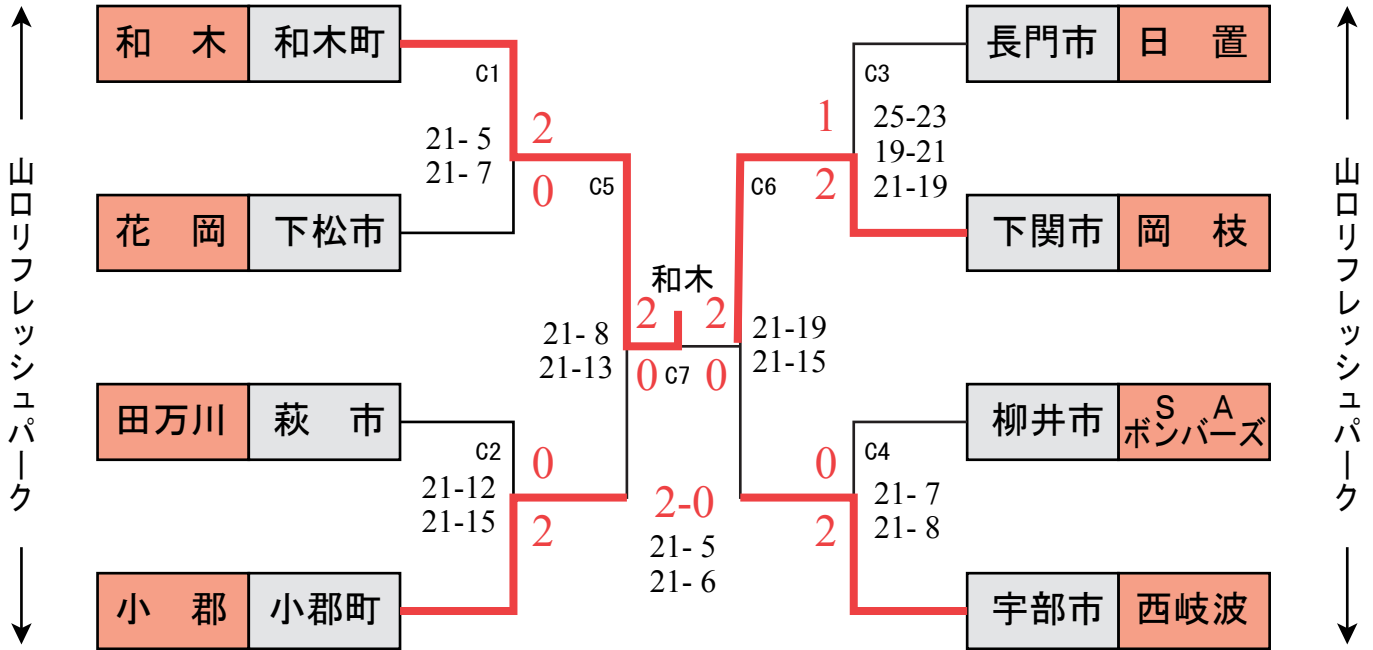 和　木 和木町
C1
21- 5
21- 7
2
0
花　岡 下松市
C5
21- 8
21-13
2
0
田万川 萩　市
C2
21-12
21-15
0
2
小　郡 小郡町
和木
C7
2-0
21- 5
21- 6
長門市 日　置
C3
25-23
19-21
21-19
1
2
下関市 岡　枝
C6
2
0
21-19
21-15
柳井市 S A
ボンバーズ
C4
0
2
21- 7
21- 8
宇部市 西岐波
山口リフレッシュパーク
山口リフレッシュパーク